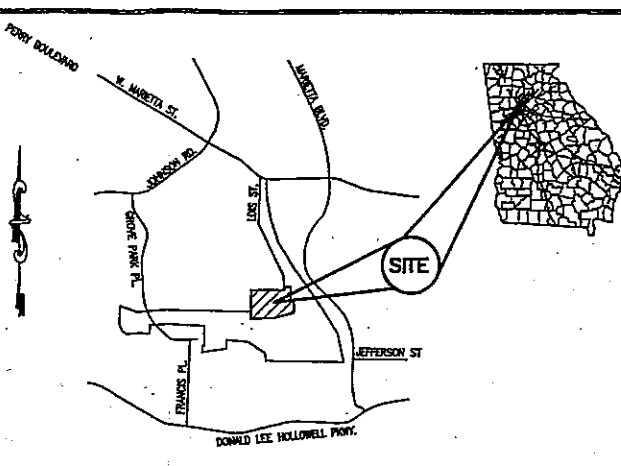 PERRY BOULEVARD
W. MARIETTA ST.
MARIETTA BLVD.
JOHNSON RD.
LOIS ST.
GROVE PARK PL.
SITE
JEFFERSON ST
FRANCIS PL.
DONALD LEE HOLLOWELL PKWY.